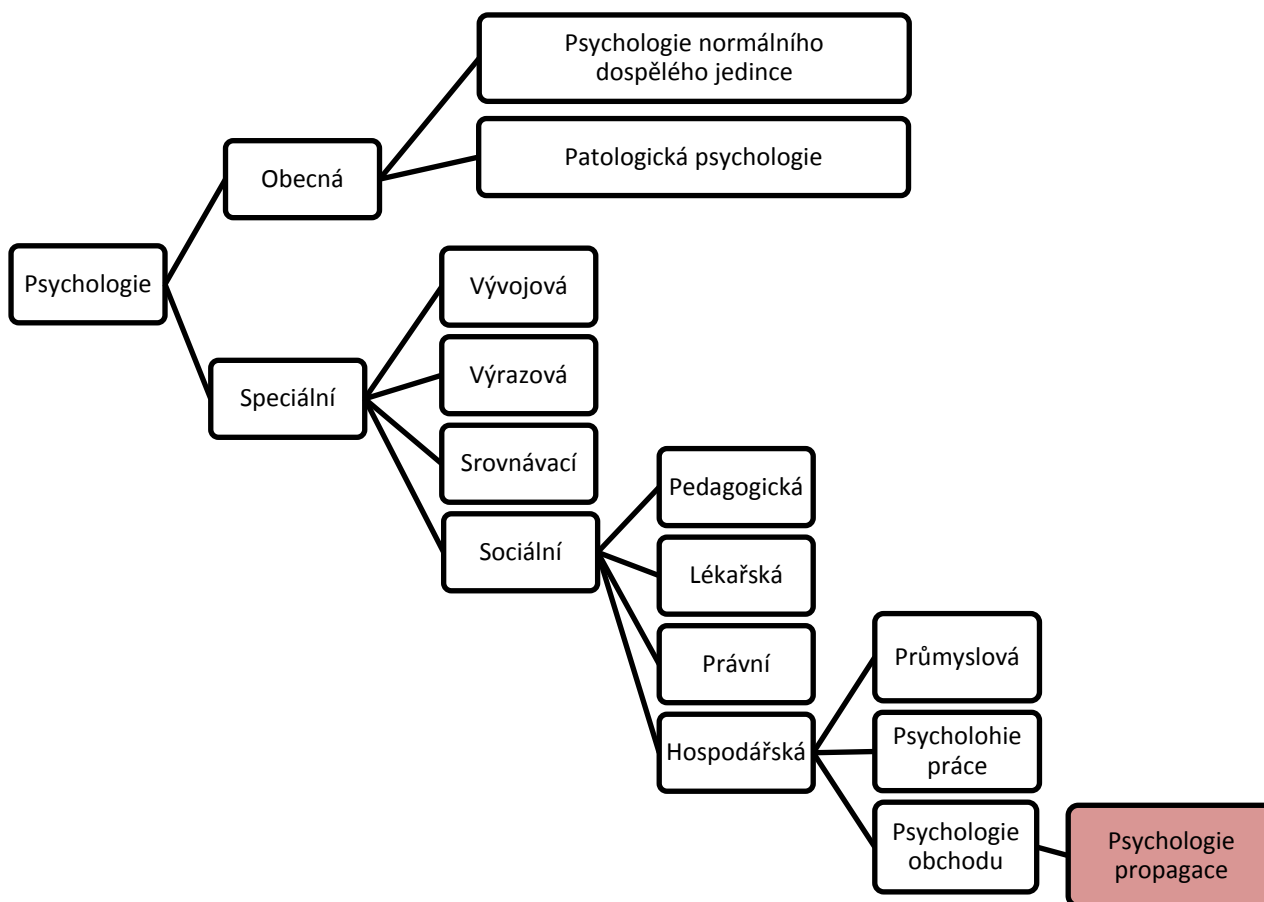 Psychologie normálního
dospělého jedince
Patologická psychologie
Obecná
Psychologie
Vývojová
Výrazová
Speciální
Srovnávací
Sociální
Pedagogická
Lékařská
Právní
Hospodářská
Průmyslová
Psycholohie
práce
Psychologie
obchodu
Psychologie
propagace